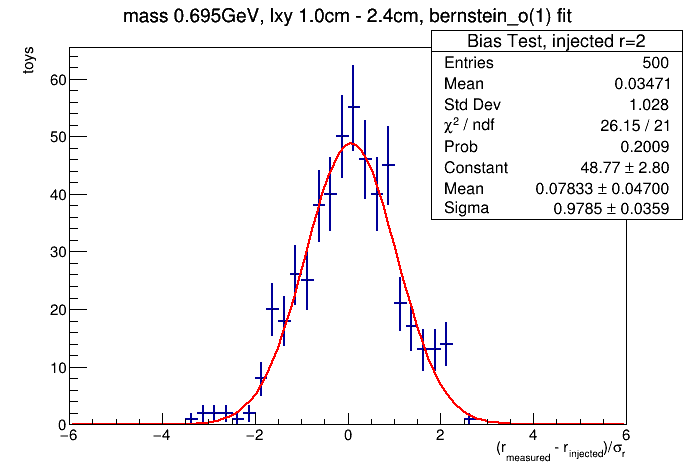 mass 0.695GeV, lxy 1.0cm - 2.4cm, bernstein_o(1) fit
toys
Bias Test, injected r=2
Entries 500
Mean 0.03471
Std Dev 1.028
χ² / ndf 26.15 / 21
Prob 0.2009
Constant 48.77 ± 2.80
Mean 0.07833 ± 0.04700
Sigma 0.9785 ± 0.0359
60
50
40
30
20
10
0
−6 −4 −2 0 2 4 6
(r_measured - r_injected)/σ_r